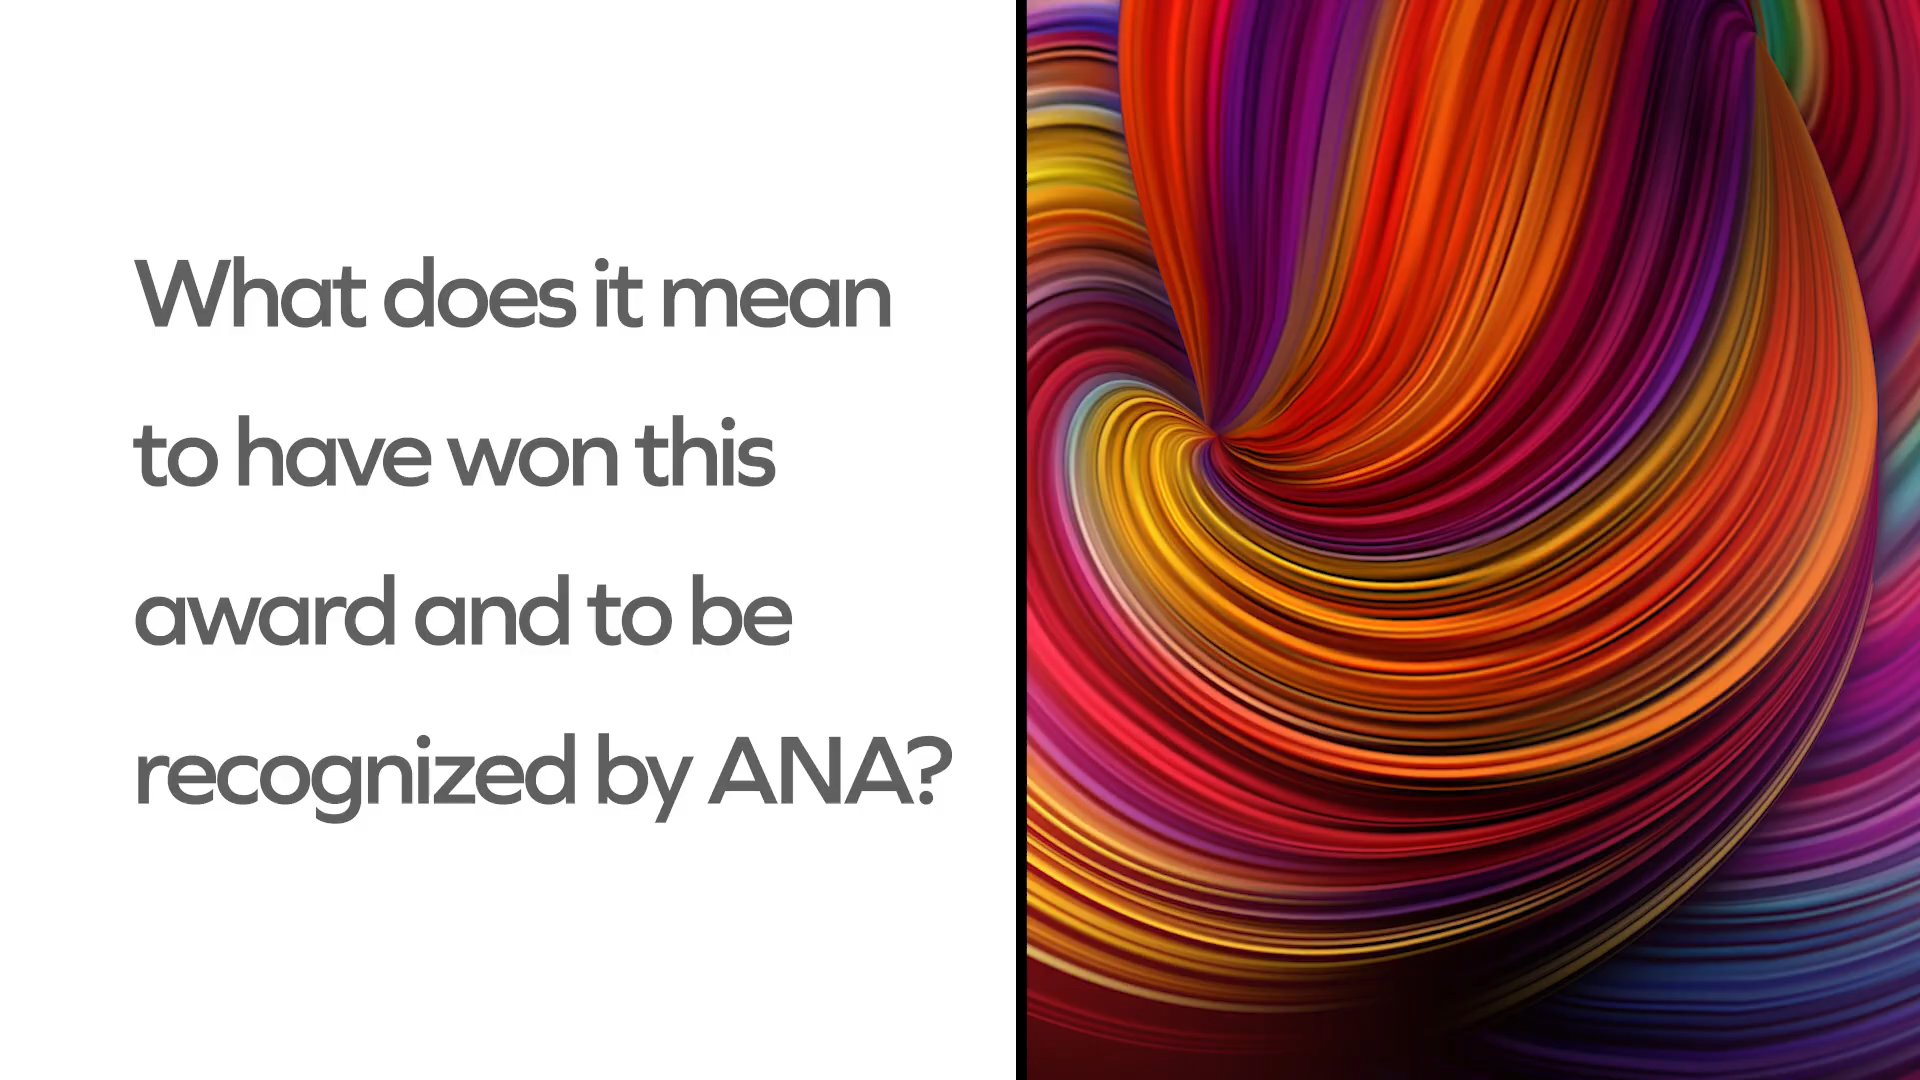 What does it mean
to have won this
award and to be
recognized by ANA?